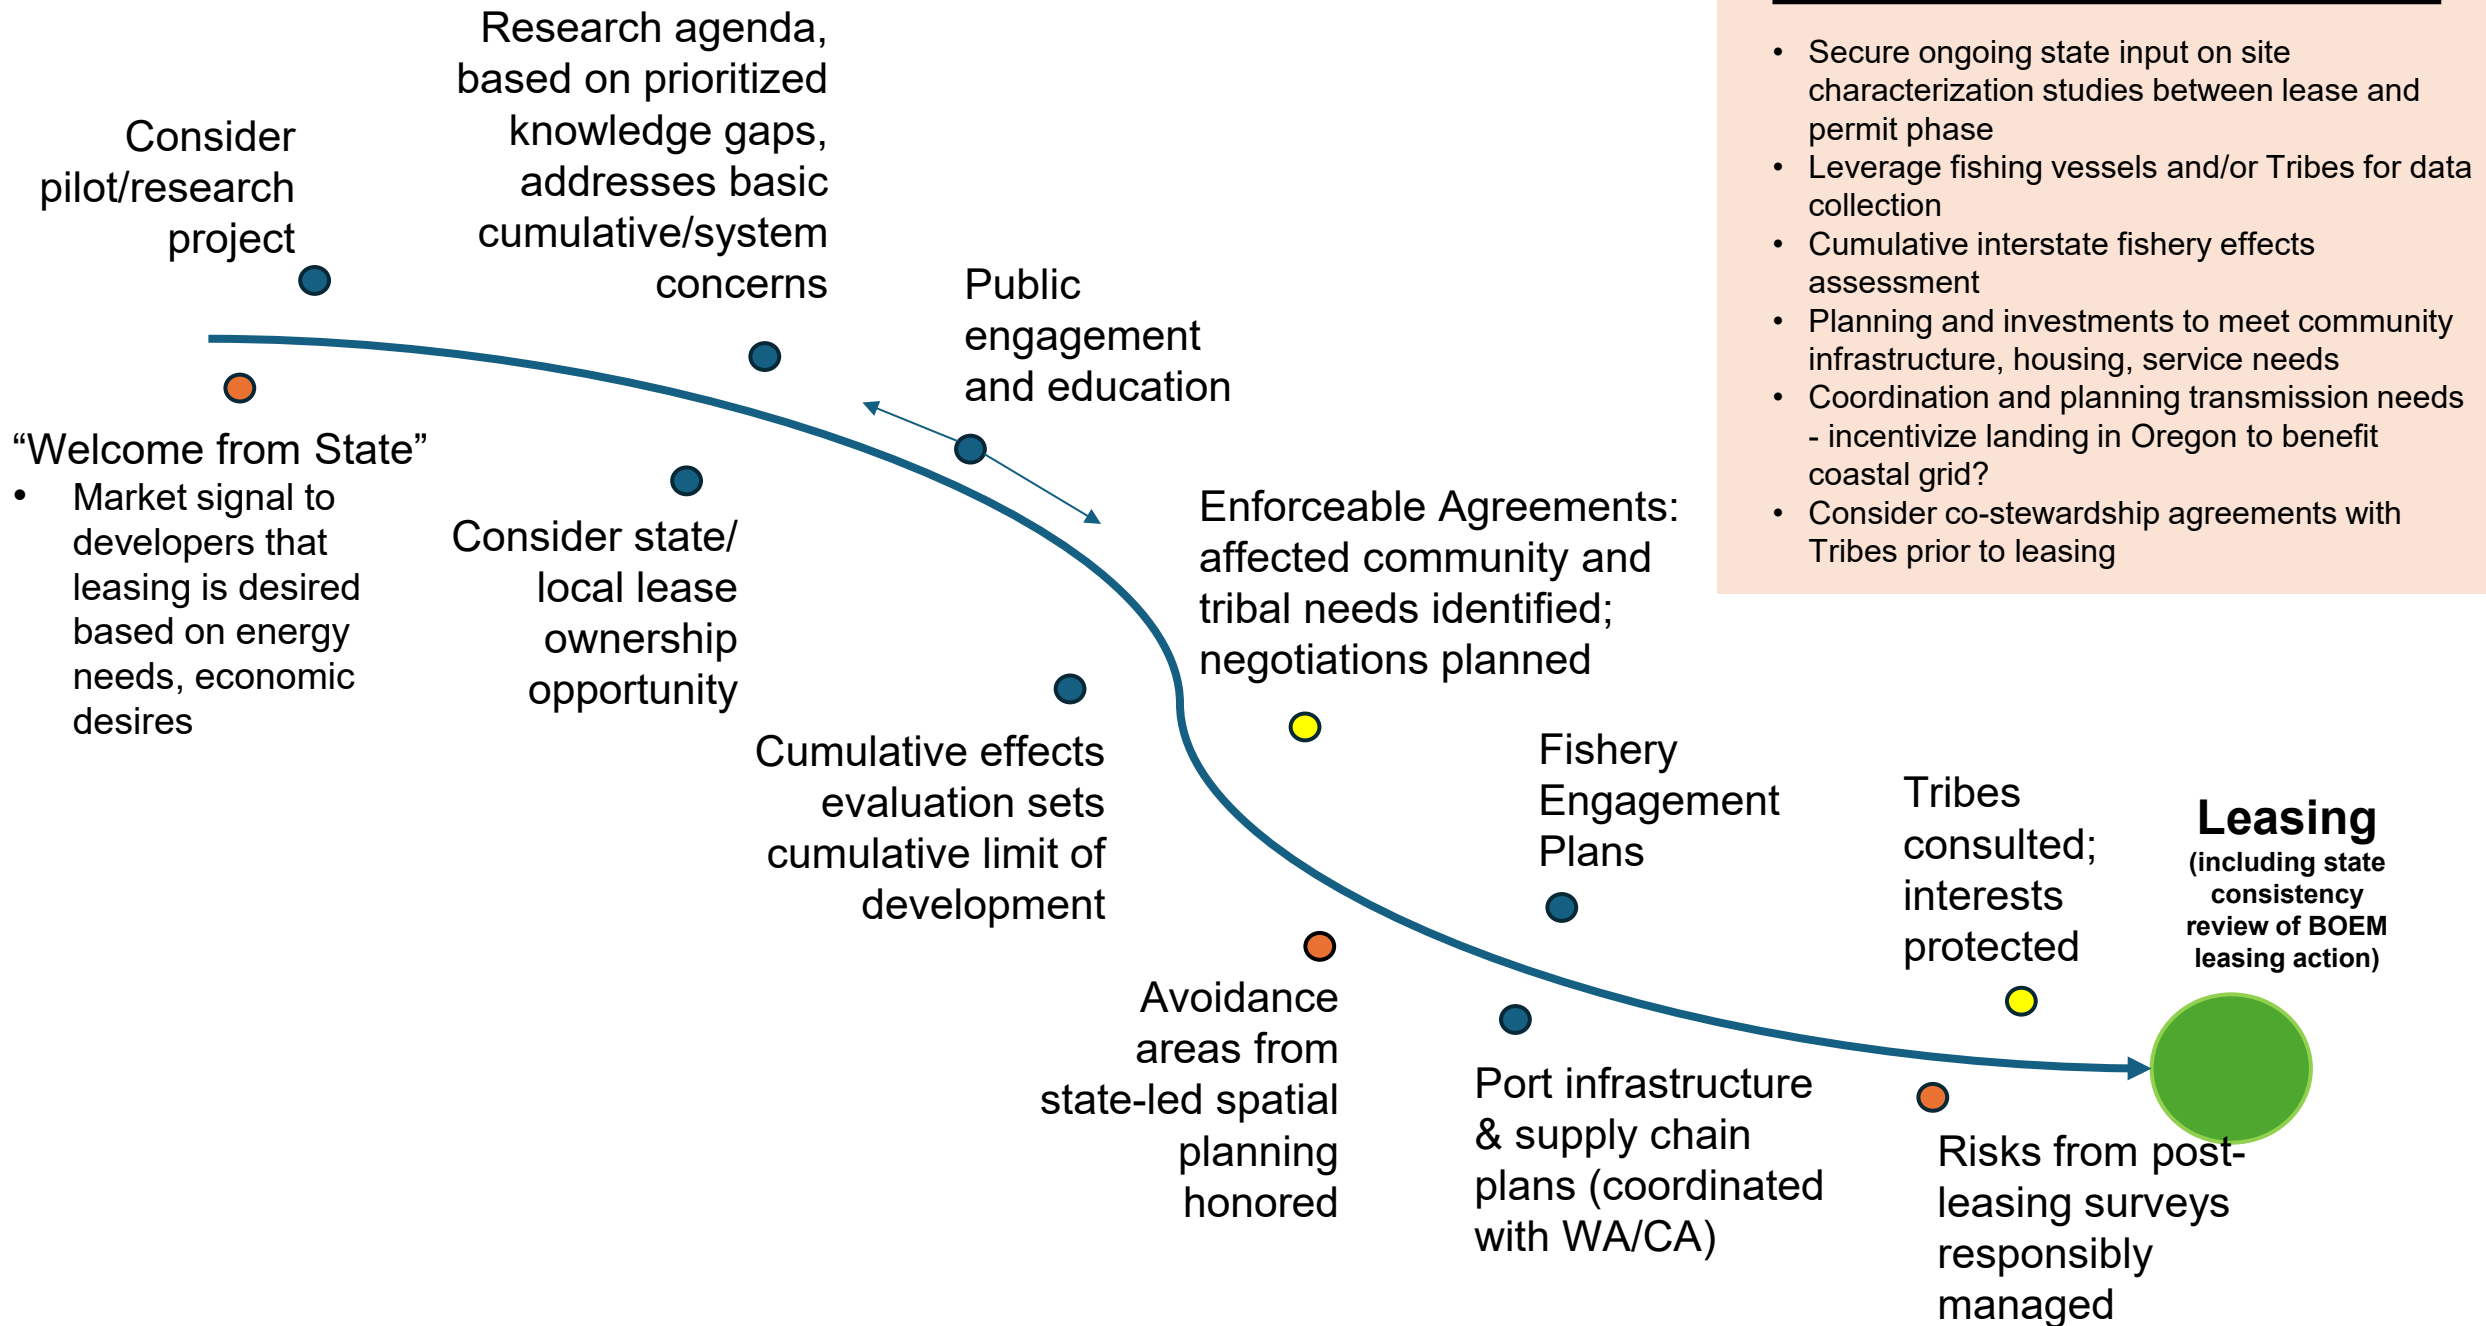 Research agenda,
based on prioritized
knowledge gaps,
addresses basic
cumulative/system
concerns
Consider
pilot/research
project
Public
engagement
and education
“Welcome from State”
• Market signal to
developers that
leasing is desired
based on energy
needs, economic
desires
Consider state/
local lease
ownership
opportunity
Enforceable Agreements:
affected community and
tribal needs identified;
negotiations planned
Cumulative effects
evaluation sets
cumulative limit of
development
Fishery
Engagement
Plans
Tribes
consulted;
interests
protected
Leasing
(including state
consistency
review of BOEM
leasing action)
Avoidance
areas from
state-led spatial
planning
honored
Port infrastructure
& supply chain
plans (coordinated
with WA/CA)
Risks from post-
leasing surveys
responsibly
managed
• Secure ongoing state input on site
characterization studies between lease and
permit phase
• Leverage fishing vessels and/or Tribes for data
collection
• Cumulative interstate fishery effects
assessment
• Planning and investments to meet community
infrastructure, housing, service needs
• Coordination and planning transmission needs
- incentivize landing in Oregon to benefit
coastal grid?
• Consider co-stewardship agreements with
Tribes prior to leasing